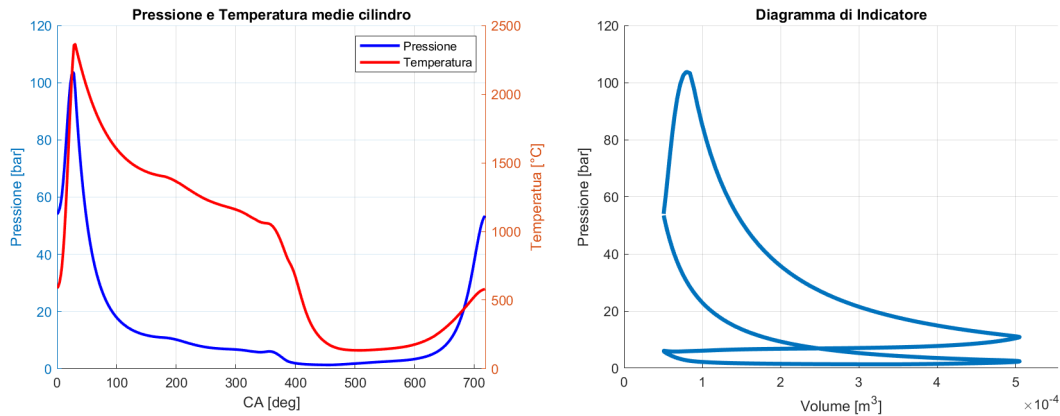 Pressione e Temperatura medie cilindro
120
100
80
60
40
20
0
Pressione [bar]
Pressione
Temperatura
2500
2000
1500
1000
500
0
Temperatua [°C]
0 100 200 300 400 500 600 700
CA [deg]
Diagramma di Indicatore
120
100
80
60
40
20
0
Pressione [bar]
0 1 2 3 4 5
Volume [m³]
×10⁻⁴